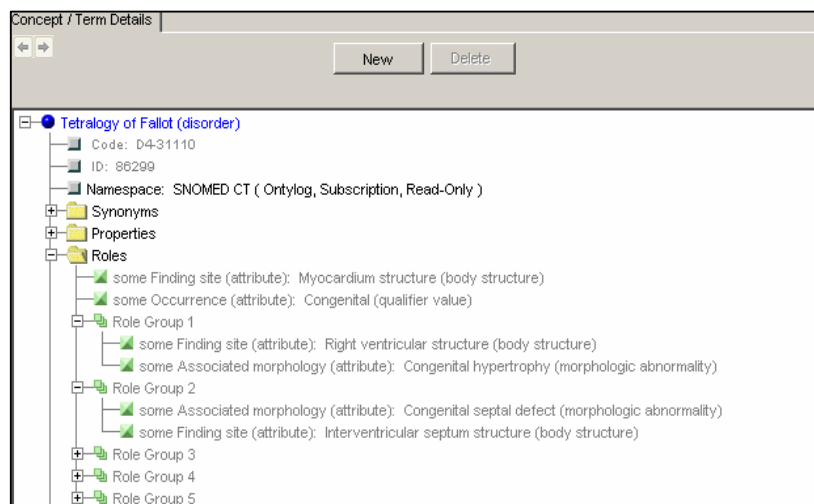 Concept / Term Details
New
Delete
Tetralogy of Fallot (disorder)
Code: D4-31110
ID: 86299
Namespace: SNOMED CT ( Ontylog, Subscription, Read-Only )
Synonyms
Properties
Roles
some Finding site (attribute): Myocardium structure (body structure)
some Occurrence (attribute): Congenital (qualifier value)
Role Group 1
some Finding site (attribute): Right ventricular structure (body structure)
some Associated morphology (attribute): Congenital hypertrophy (morphologic abnormality)
Role Group 2
some Associated morphology (attribute): Congenital septal defect (morphologic abnormality)
some Finding site (attribute): Interventricular septum structure (body structure)
Role Group 3
Role Group 4
Role Group 5